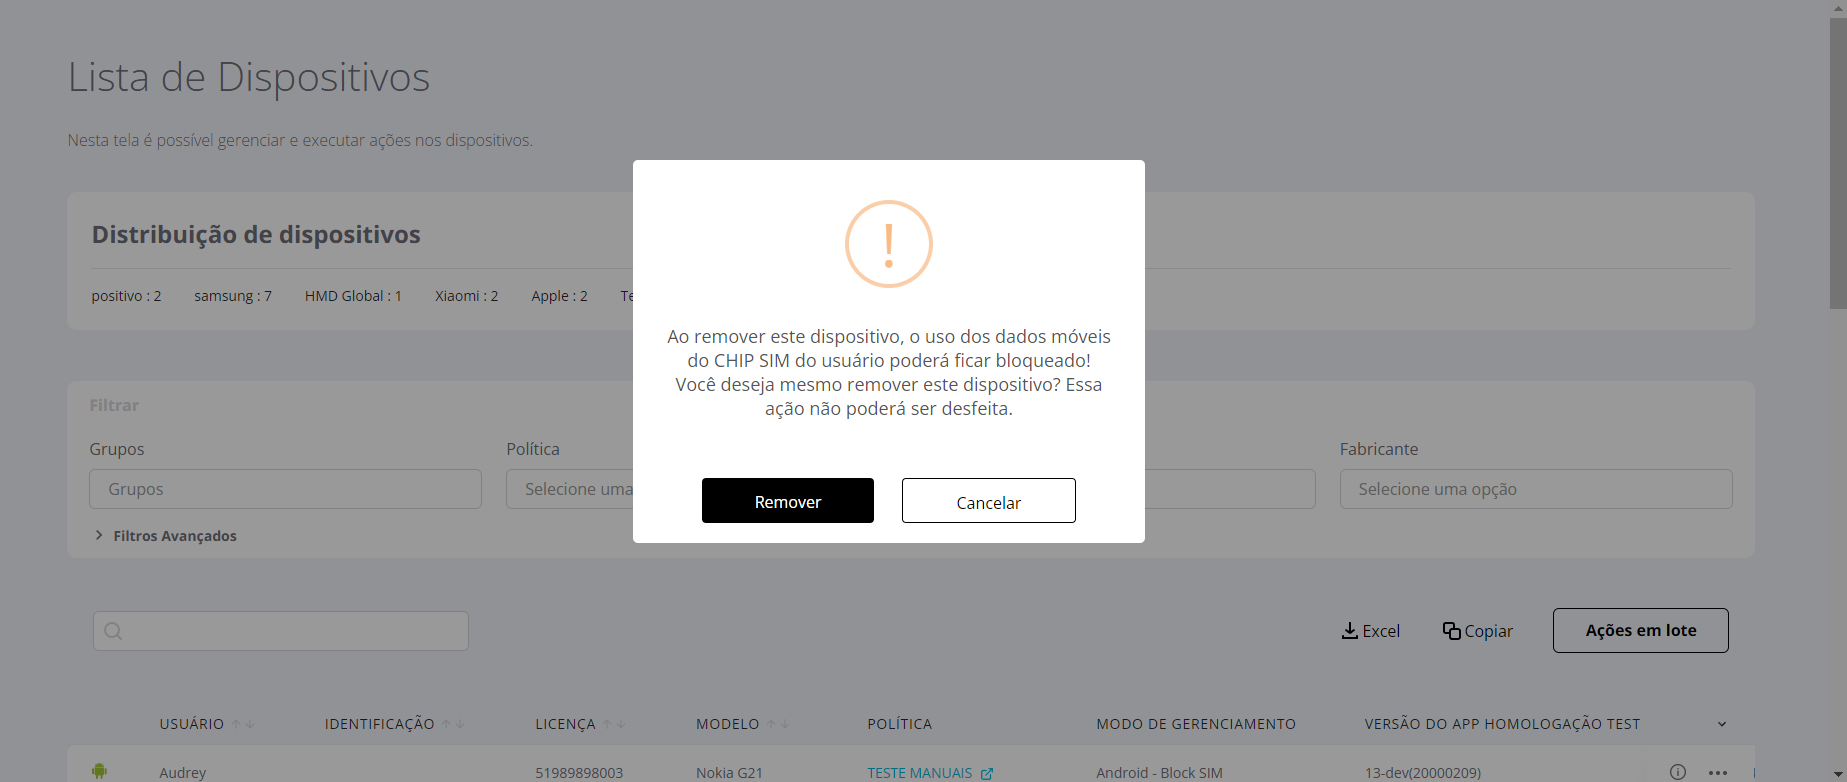 Lista de Dispositivos
Nesta tela é possível gerenciar e executar ações nos dispositivos.
Distribuição de dispositivos
positivo : 2 samsung : 7 HMD Global : 1 Xiaomi : 2 Apple : 2
!
Ao remover este dispositivo, o uso dos dados móveis
do CHIP SIM do usuário poderá ficar bloqueado!
Você deseja mesmo remover este dispositivo? Essa
ação não poderá ser desfeita.
Remover Cancelar
Filtrar
Grupos Política Fabricante
Grupos Selecione uma Selecione uma opção
Filtros Avançados
Excel Copiar Ações em lote
USUÁRIO IDENTIFICAÇÃO LICENÇA MODELO POLÍTICA MODO DE GERENCIAMENTO VERSÃO DO APP HOMOLOGAÇÃO TEST
Audrey 51989898003 Nokia G21 TESTE MANUAIS Android - Block SIM 13-dev(20000209)